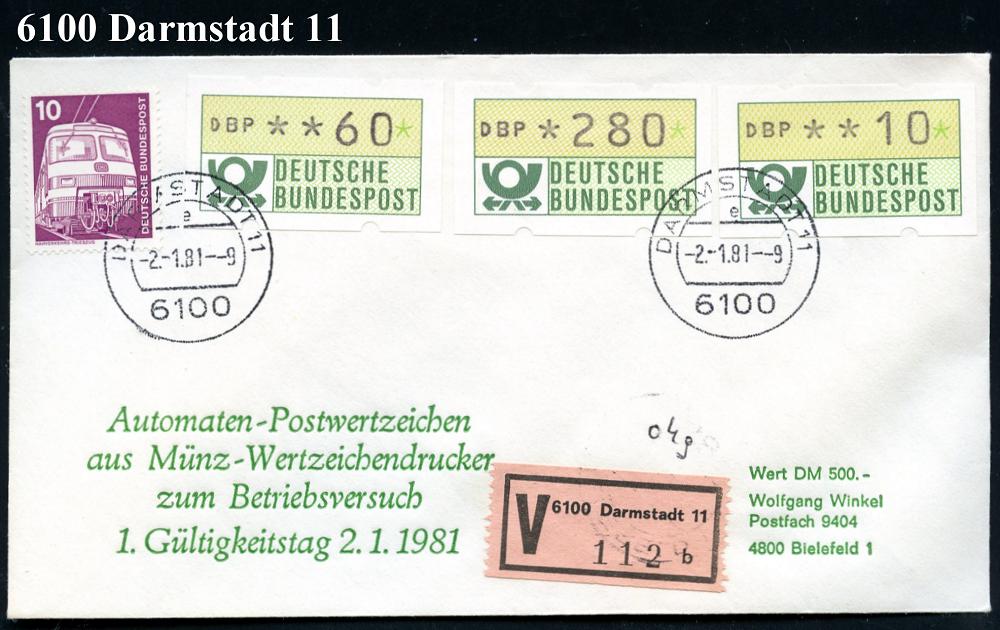 6100 Darmstadt 11
10
DEUTSCHE BUNDESPOST
NAHVERKEHRS-TRIEBZUG
DBP **60*
DEUTSCHE
BUNDESPOST
DBP *280*
DEUTSCHE
BUNDESPOST
DBP **10*
DEUTSCHE
BUNDESPOST
DARMSTADT 11
e
-2.-1.81--9
6100
DARMSTADT 11
e
-2.-1.81--9
6100
Automaten-Postwertzeichen
aus Münz-Wertzeichendrucker
zum Betriebsversuch
1. Gültigkeitstag 2.1.1981
04g
V
6100 Darmstadt 11
112 b
Wert DM 500.-
Wolfgang Winkel
Postfach 9404
4800 Bielefeld 1